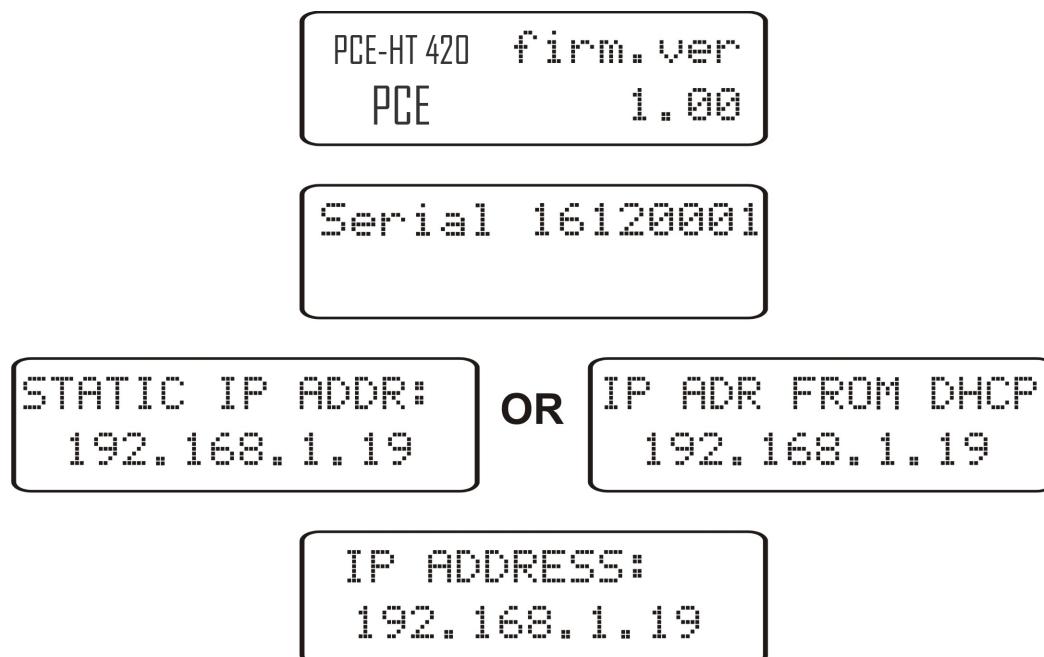 PCE-HT 420 firm.ver
PCE 1.00
Serial 16120001
STATIC IP ADDR:
192.168.1.19
OR
IP ADR FROM DHCP
192.168.1.19
IP ADDRESS:
192.168.1.19